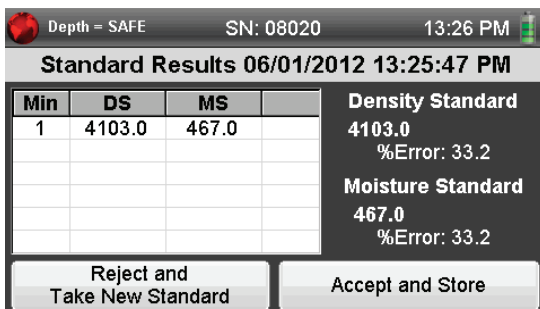 Depth = SAFE SN: 08020 13:26 PM
Standard Results 06/01/2012 13:25:47 PM
Min DS MS
1 4103.0 467.0
Density Standard
4103.0
%Error: 33.2
Moisture Standard
467.0
%Error: 33.2
Reject and
Take New Standard
Accept and Store